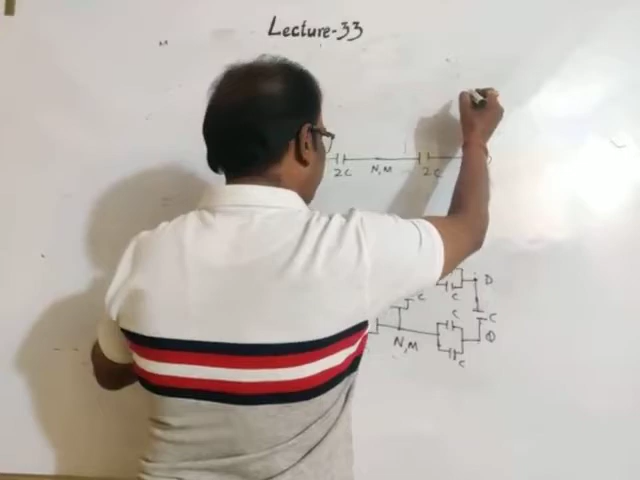 Lecture-33
2C N,M 2C
C C D
C C
N,M C D